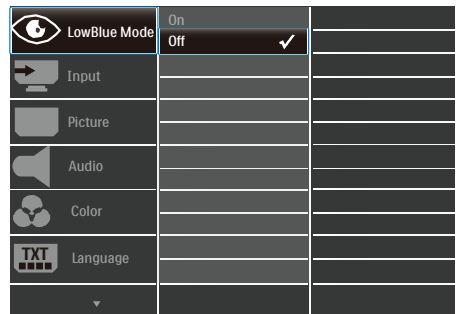 LowBlue Mode
On
Off
Input
Picture
Audio
Color
TXT
Language